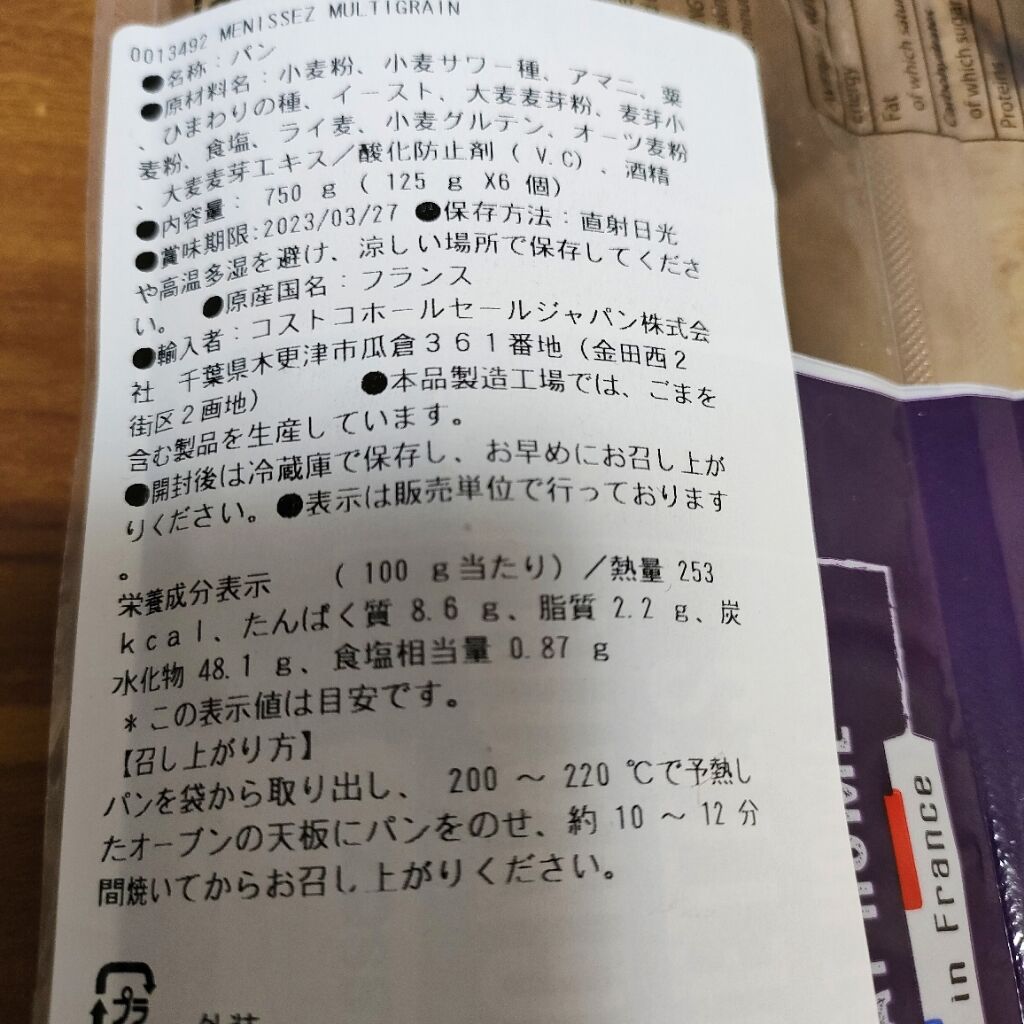 0013492 MENISSEZ MULTIGRAIN
●名称：パン
●原材料名：小麦粉、小麦サワー種、アマニ、粟
、ひまわりの種、イースト、大麦麦芽粉、麦芽小
麦粉、食塩、ライ麦、小麦グルテン、オーツ麦粉
、大麦麦芽エキス／酸化防止剤（V.C）、酒精
●内容量： 750 ｇ（ 125 ｇ X6 個）
●賞味期限:2023/03/27 ●保存方法：直射日光
や高温多湿を避け、涼しい場所で保存してくださ
い。 ●原産国名：フランス
●輸入者：コストコホールセールジャパン株式会
社 千葉県木更津市瓜倉３６１番地（金田西２
街区２画地） ●本品製造工場では、ごまを
含む製品を生産しています。
●開封後は冷蔵庫で保存し、お早めにお召し上が
りください。●表示は販売単位で行っております
。
栄養成分表示 （ 100 ｇ当たり）／熱量 253
ｋｃａｌ、たんぱく質 8.6 ｇ、脂質 2.2 ｇ、炭
水化物 48.1 ｇ、食塩相当量 0.87 ｇ
＊この表示値は目安です。
【召し上がり方】
パンを袋から取り出し、 200 ～ 220 ℃で予熱し
たオーブンの天板にパンをのせ、約 10 ～ 12 分
間焼いてからお召し上がりください。
プラ
外装
energy
Fat
of which
Carbohydrates
of which sugar
Proteins
HOME
in France